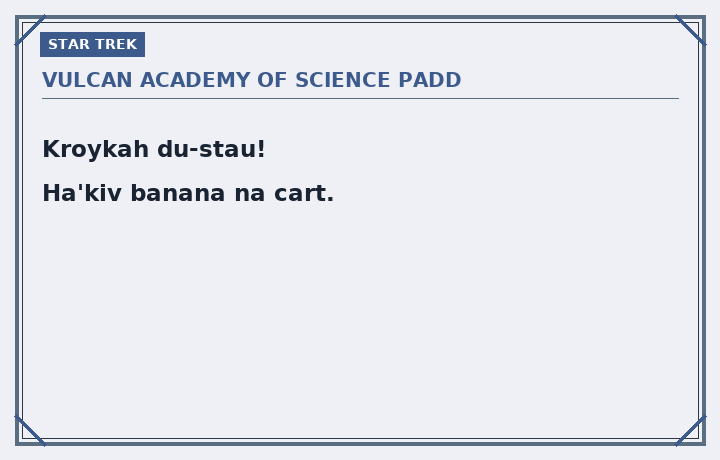 STAR TREK
VULCAN ACADEMY OF SCIENCE PADD
Kroykah du-stau!
Ha'kiv banana na cart.